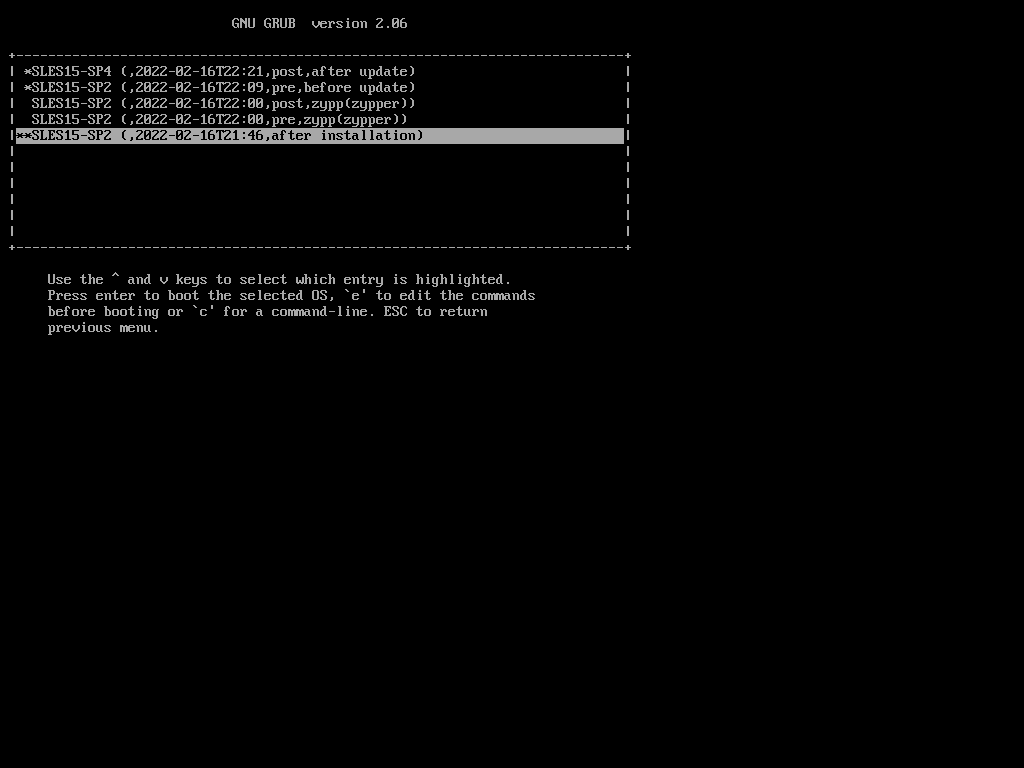 GNU GRUB  version 2.06
*SLES15-SP4 (,2022-02-16T22:21,post,after update)
*SLES15-SP2 (,2022-02-16T22:09,pre,before update)
SLES15-SP2 (,2022-02-16T22:00,post,zypp(zypper))
SLES15-SP2 (,2022-02-16T22:00,pre,zypp(zypper))
**SLES15-SP2 (,2022-02-16T21:46,after installation)
Use the ^ and v keys to select which entry is highlighted.
Press enter to boot the selected OS, `e' to edit the commands
before booting or `c' for a command-line. ESC to return
previous menu.